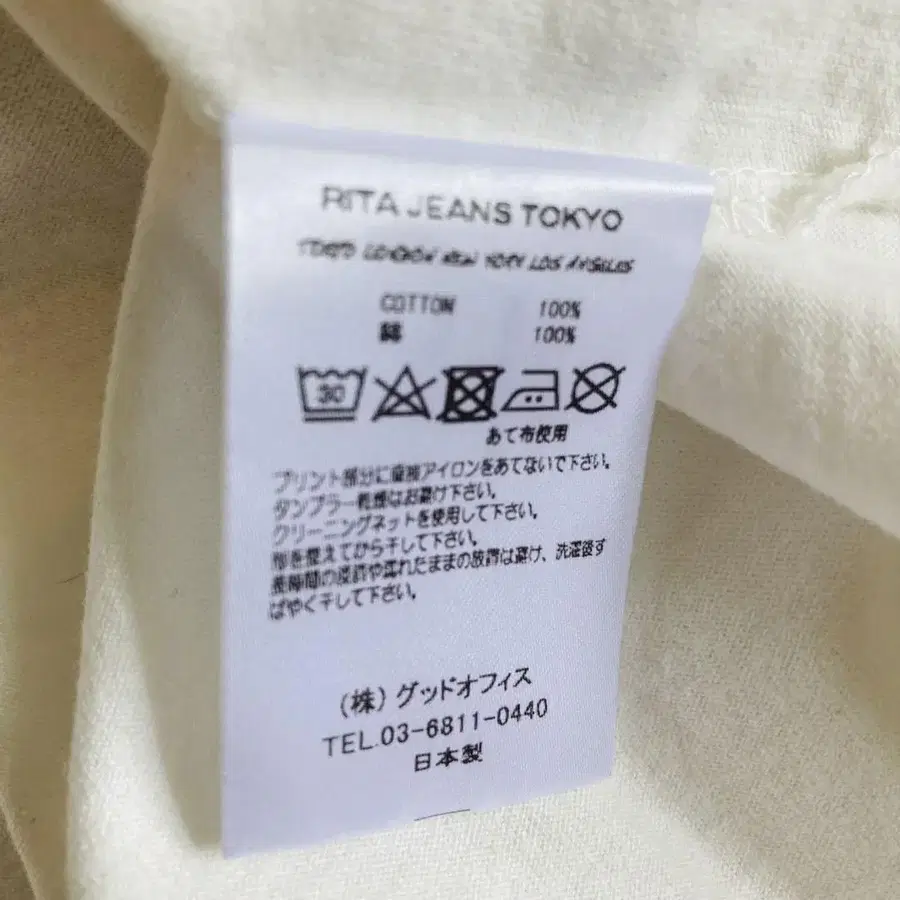 RITA JEANS TOKYO
TOKYO LONDON NEW YORK LOS ANGELES
COTTON 100%
綿 100%
30
あて布使用
プリント部分に直接アイロンをあてないで下さい。
タンブラー乾燥はお避け下さい。
クリーニングネットを使用して下さい。
形を整えてから干して下さい。
長時間の浸漬や濡れたままの放置は避け、洗濯後す
ばやく干して下さい。
(株)グッドオフィス
TEL.03-6811-0440
日本製